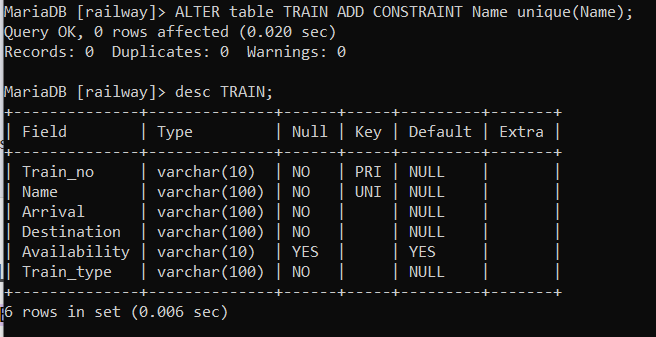 MariaDB [railway]> ALTER table TRAIN ADD CONSTRAINT Name unique(Name);
Query OK, 0 rows affected (0.020 sec)
Records: 0  Duplicates: 0  Warnings: 0
MariaDB [railway]> desc TRAIN;
+--------------+--------------+------+-----+---------+-------+
| Field        | Type         | Null | Key | Default | Extra |
+--------------+--------------+------+-----+---------+-------+
| Train_no     | varchar(10)  | NO   | PRI | NULL    |       |
| Name         | varchar(100) | NO   | UNI | NULL    |       |
| Arrival      | varchar(100) | NO   |     | NULL    |       |
| Destination  | varchar(100) | NO   |     | NULL    |       |
| Availability | varchar(10)  | YES  |     | YES     |       |
| Train_type   | varchar(100) | NO   |     | NULL    |       |
+--------------+--------------+------+-----+---------+-------+
6 rows in set (0.006 sec)